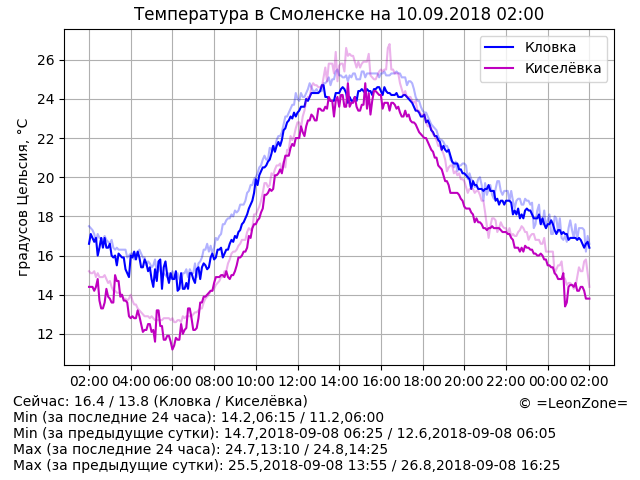 Температура в Смоленске на 10.09.2018 02:00
градусов Цельсия, °C
26
24
22
20
18
16
14
12
Кловка
Киселёвка
02:00 04:00 06:00 08:00 10:00 12:00 14:00 16:00 18:00 20:00 22:00 00:00 02:00
Сейчас: 16.4 / 13.8 (Кловка / Киселёвка)
© =LeonZone=
Min (за последние 24 часа): 14.2,06:15 / 11.2,06:00
Min (за предыдущие сутки): 14.7,2018-09-08 06:25 / 12.6,2018-09-08 06:05
Max (за последние 24 часа): 24.7,13:10 / 24.8,14:25
Max (за предыдущие сутки): 25.5,2018-09-08 13:55 / 26.8,2018-09-08 16:25